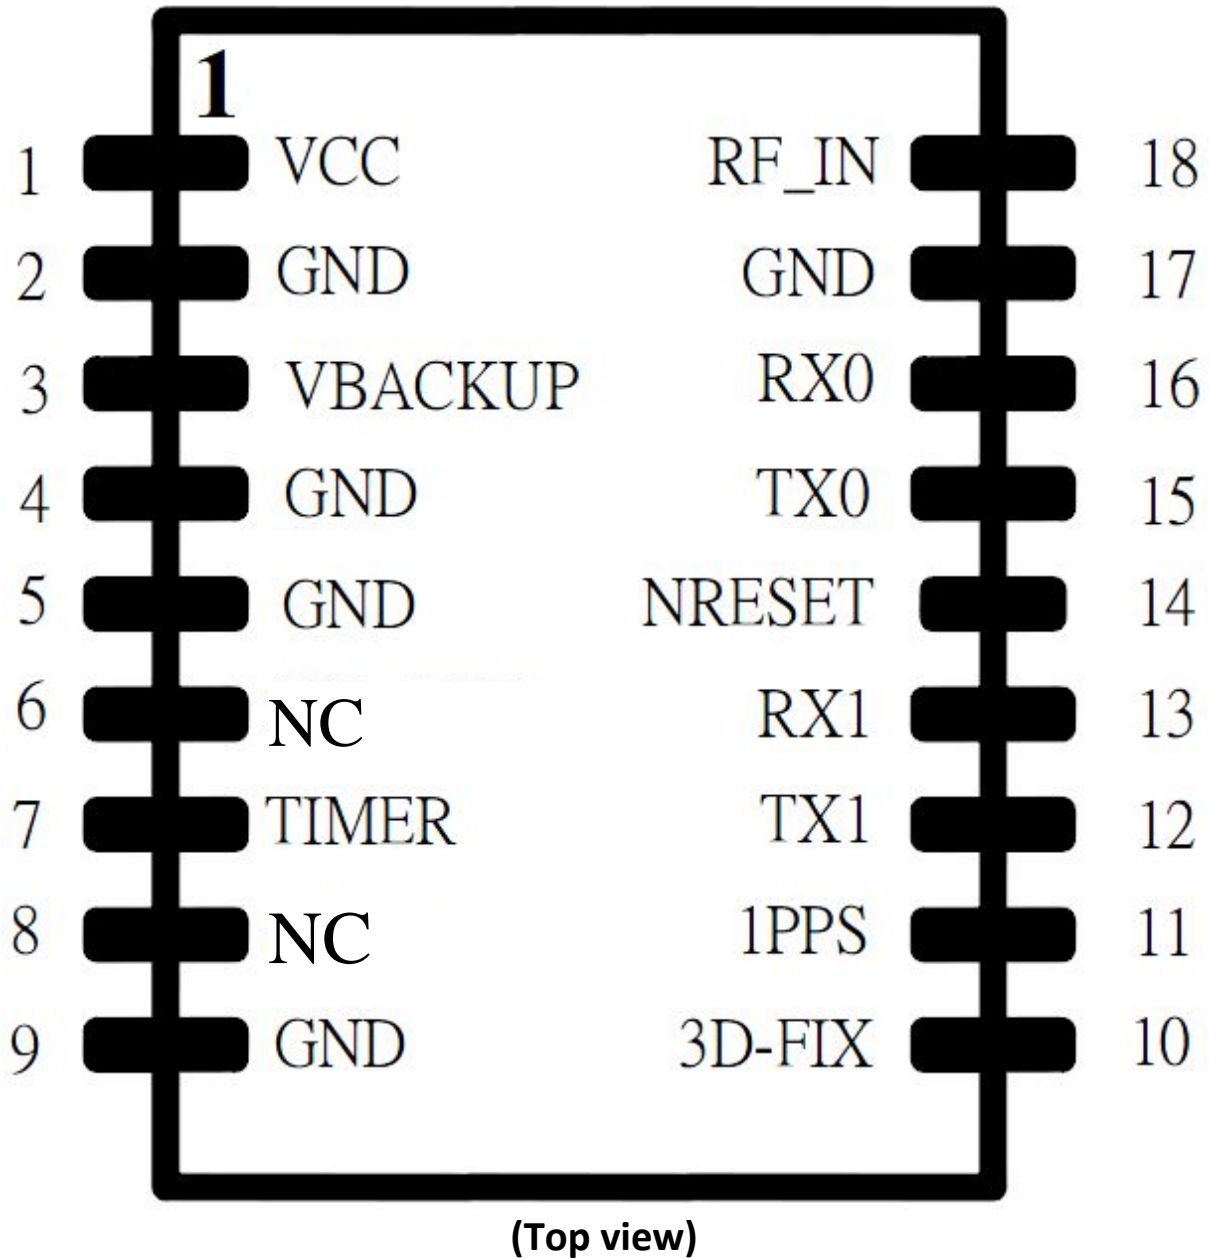 1
1 VCC RF_IN 18
2 GND GND 17
3 VBACKUP RX0 16
4 GND TX0 15
5 GND NRESET 14
6 NC RX1 13
7 TIMER TX1 12
8 NC 1PPS 11
9 GND 3D-FIX 10
(Top view)